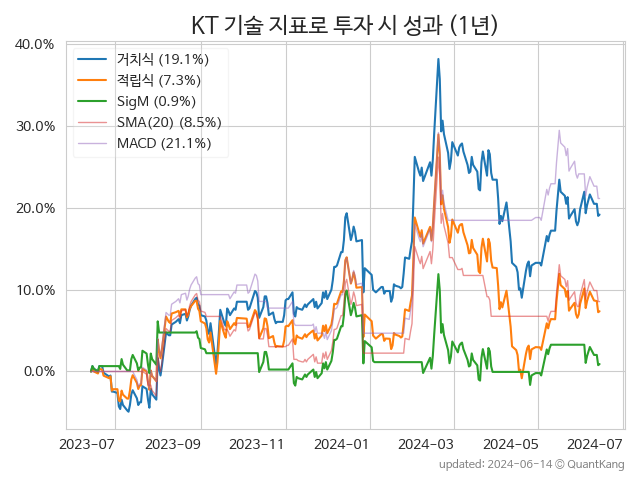 KT 기술 지표로 투자 시 성과 (1년)
40.0%
30.0%
20.0%
10.0%
0.0%
거치식 (19.1%)
적립식 (7.3%)
SigM (0.9%)
SMA(20) (8.5%)
MACD (21.1%)
2023-07 2023-09 2023-11 2024-01 2024-03 2024-05 2024-07
updated: 2024-06-14 © QuantKang